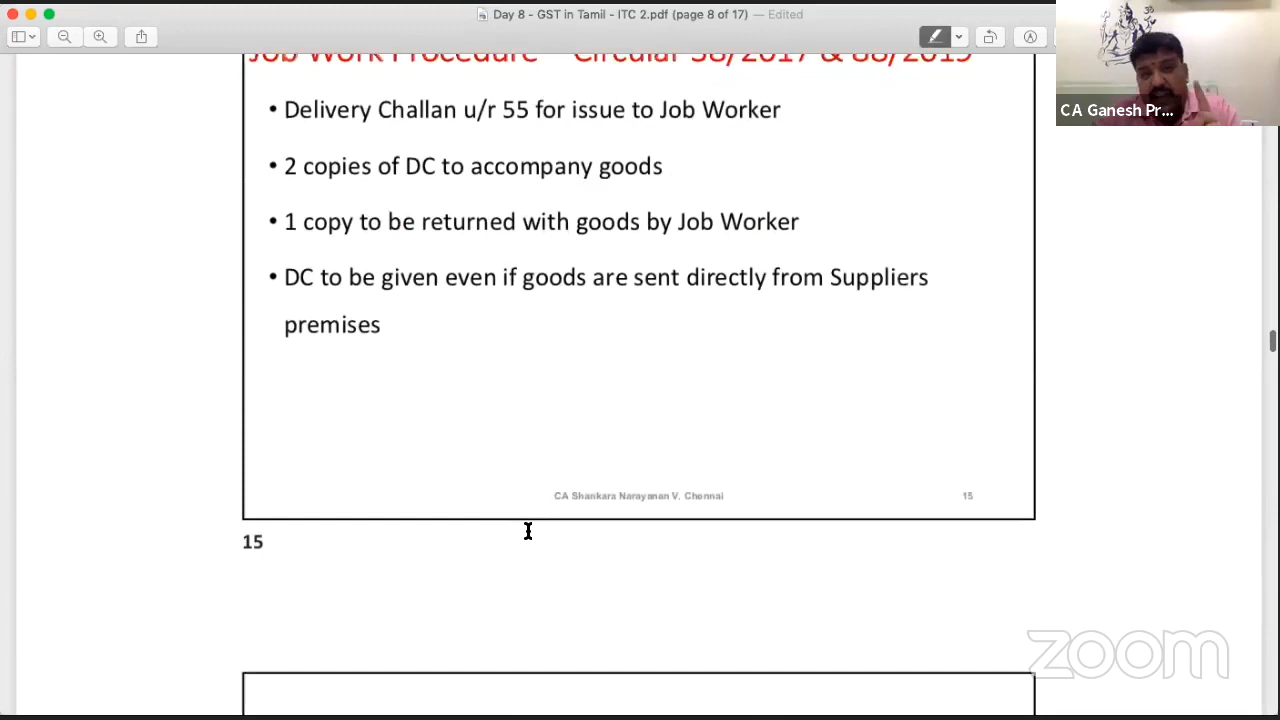 Day 8 - GST in Tamil - ITC 2.pdf (page 8 of 17) — Edited
Job Work Procedure – Circular 38/2017 & 88/2019
• Delivery Challan u/r 55 for issue to Job Worker
• 2 copies of DC to accompany goods
• 1 copy to be returned with goods by Job Worker
• DC to be given even if goods are sent directly from Suppliers
premises
CA Shankara Narayanan V. Chennai 15
15
CA Ganesh Pr...
zoom